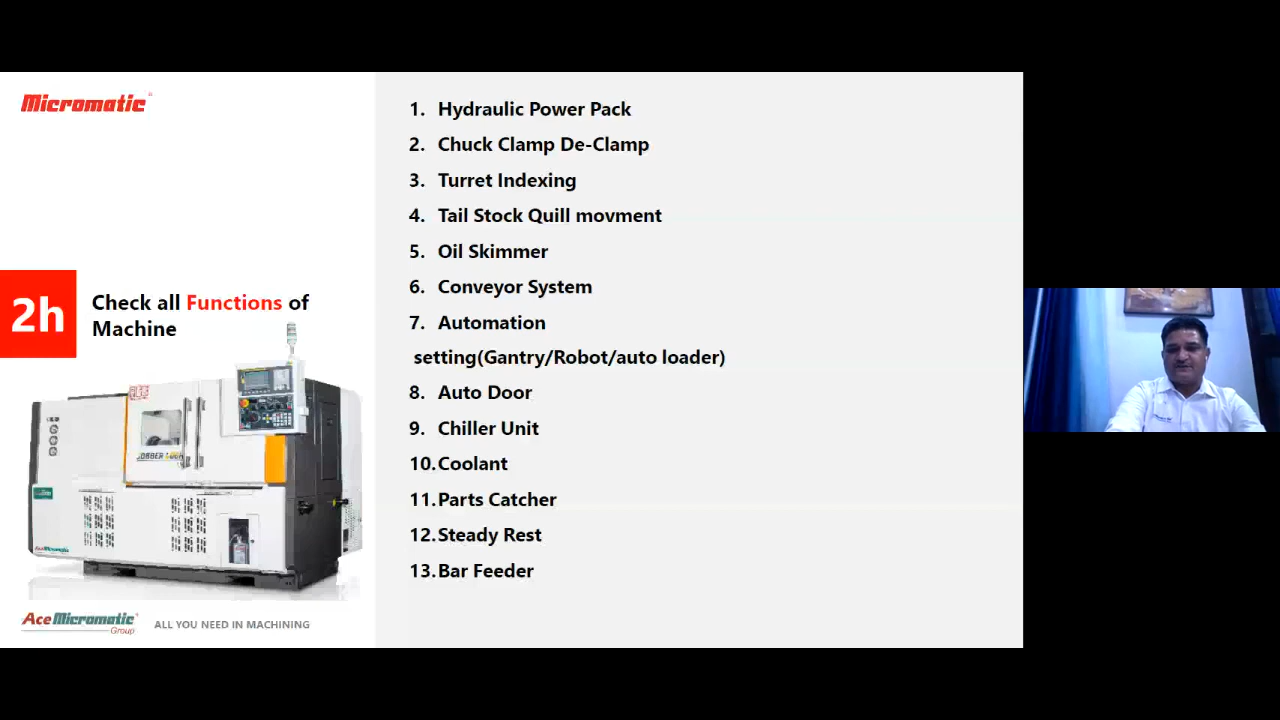 Micromatic
2h
Check all Functions of
Machine
JOBBER
AceMicromatic
Group
ALL YOU NEED IN MACHINING
1. Hydraulic Power Pack
2. Chuck Clamp De-Clamp
3. Turret Indexing
4. Tail Stock Quill movment
5. Oil Skimmer
6. Conveyor System
7. Automation
setting(Gantry/Robot/auto loader)
8. Auto Door
9. Chiller Unit
10. Coolant
11. Parts Catcher
12. Steady Rest
13. Bar Feeder